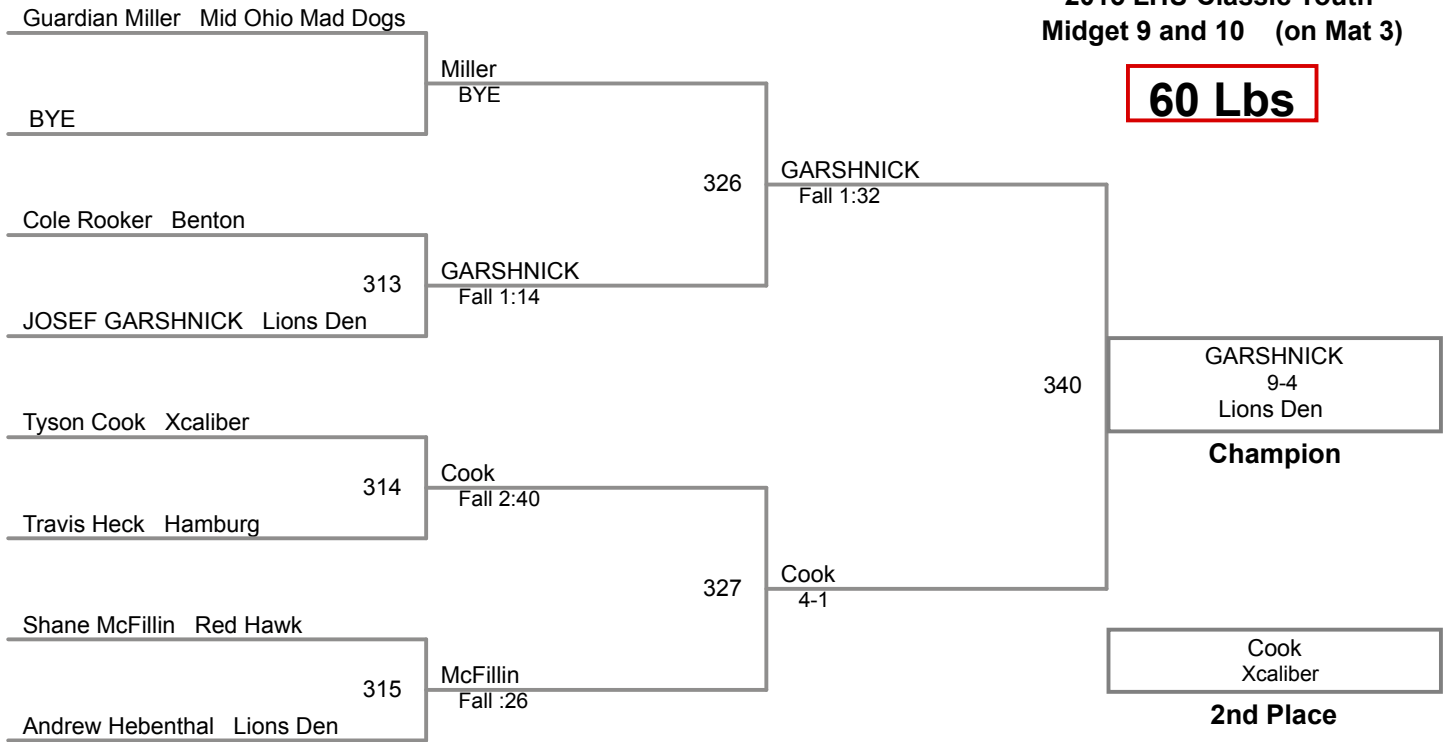 Midget 9 and 10 (on Mat 3)
60 Lbs
Guardian Miller Mid Ohio Mad Dogs
BYE
Miller
BYE
Cole Rooker Benton
313
JOSEF GARSHNICK Lions Den
GARSHNICK
Fall 1:14
326
GARSHNICK
Fall 1:32
Tyson Cook Xcaliber
314
Travis Heck Hamburg
Cook
Fall 2:40
Shane McFillin Red Hawk
315
Andrew Hebenthal Lions Den
McFillin
Fall :26
327
Cook
4-1
340
GARSHNICK
9-4
Lions Den
Champion
Cook
Xcaliber
2nd Place